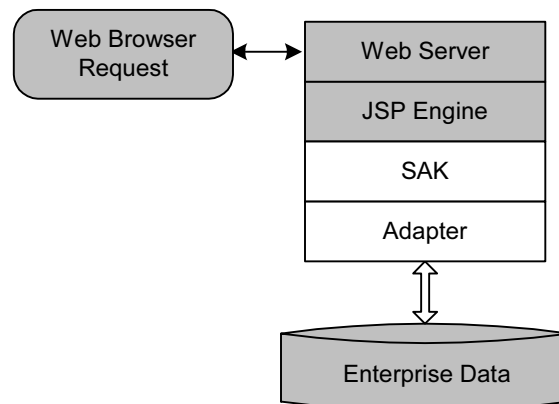 Web Browser
Request
Web Server
JSP Engine
SAK
Adapter
Enterprise Data